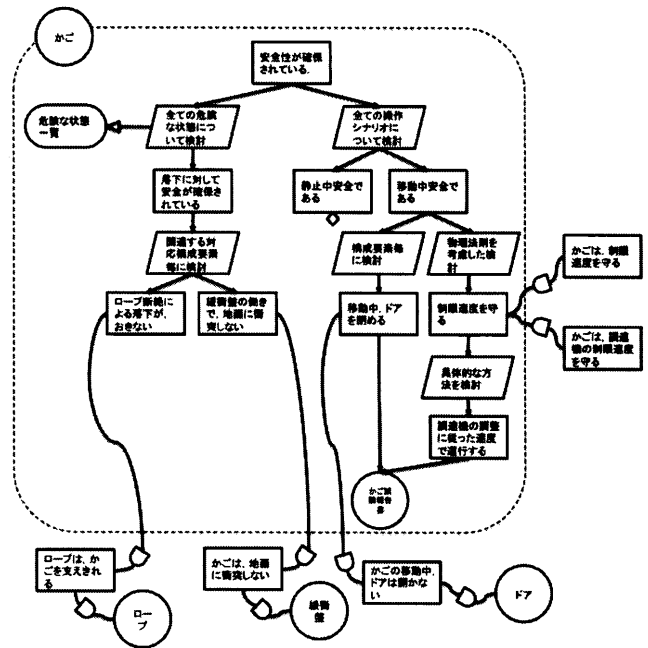 かご
安全性が確保
されている.
危険な状態
一覧
全ての危険
な状態につ
いて検討
全ての操作
シナリオに
ついて検討
落下に対して
安全が確保さ
れている
静止中安全で
ある
移動中安全で
ある
調達する対
応構成要素
毎に検討
構成要素毎
に検討
物理法則を
考慮した検
討
かごは, 制限
速度を守る
ロープ断絶に
よる落下が,
おきない
緩衝盤の働き
で, 地面に衝
突しない
移動中, ドア
を閉める
制限速度を守
る
かごは, 調速
機の制限速度
を守る
具体的な方
法を検討
調速機の調整
に従った速度
で運行する
かご試
験報告
書
ロープは, か
ごを支えきれ
る
かごは, 地面
に衝突しない
かごの移動中,
ドアは開かな
い
ロー
プ
緩衝
盤
ドア